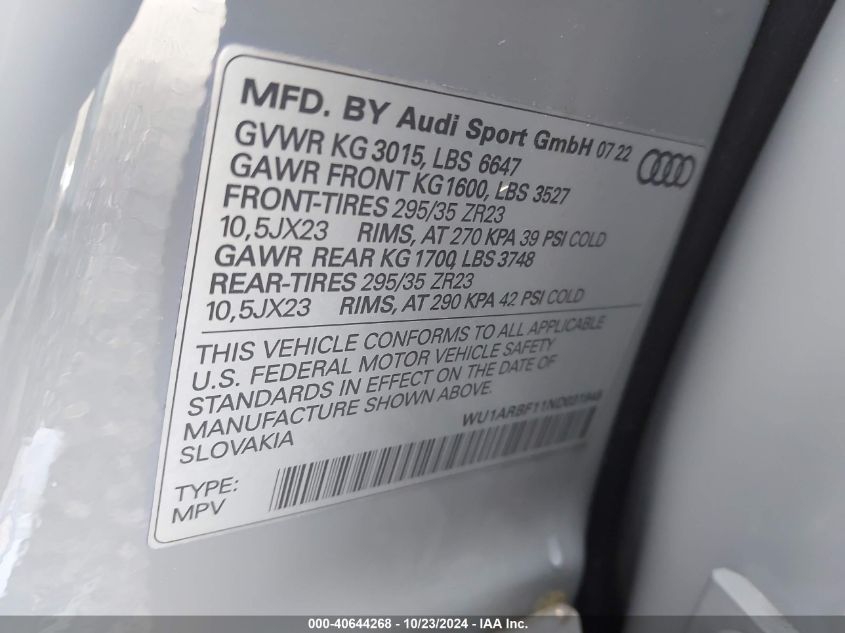 MFD. BY Audi Sport GmbH 07 22
GVWR KG 3015, LBS 6647
GAWR FRONT KG1600, LBS 3527
FRONT-TIRES 295/35 ZR23
10,5JX23 RIMS, AT 270 KPA 39 PSI COLD
GAWR REAR KG 1700, LBS 3748
REAR-TIRES 295/35 ZR23
10,5JX23 RIMS, AT 290 KPA 42 PSI COLD
THIS VEHICLE CONFORMS TO ALL APPLICABLE
U.S. FEDERAL MOTOR VEHICLE SAFETY
STANDARDS IN EFFECT ON THE DATE OF
MANUFACTURE SHOWN ABOVE.
SLOVAKIA
TYPE:
MPV
000-40644268 - 10/23/2024 - IAA Inc.